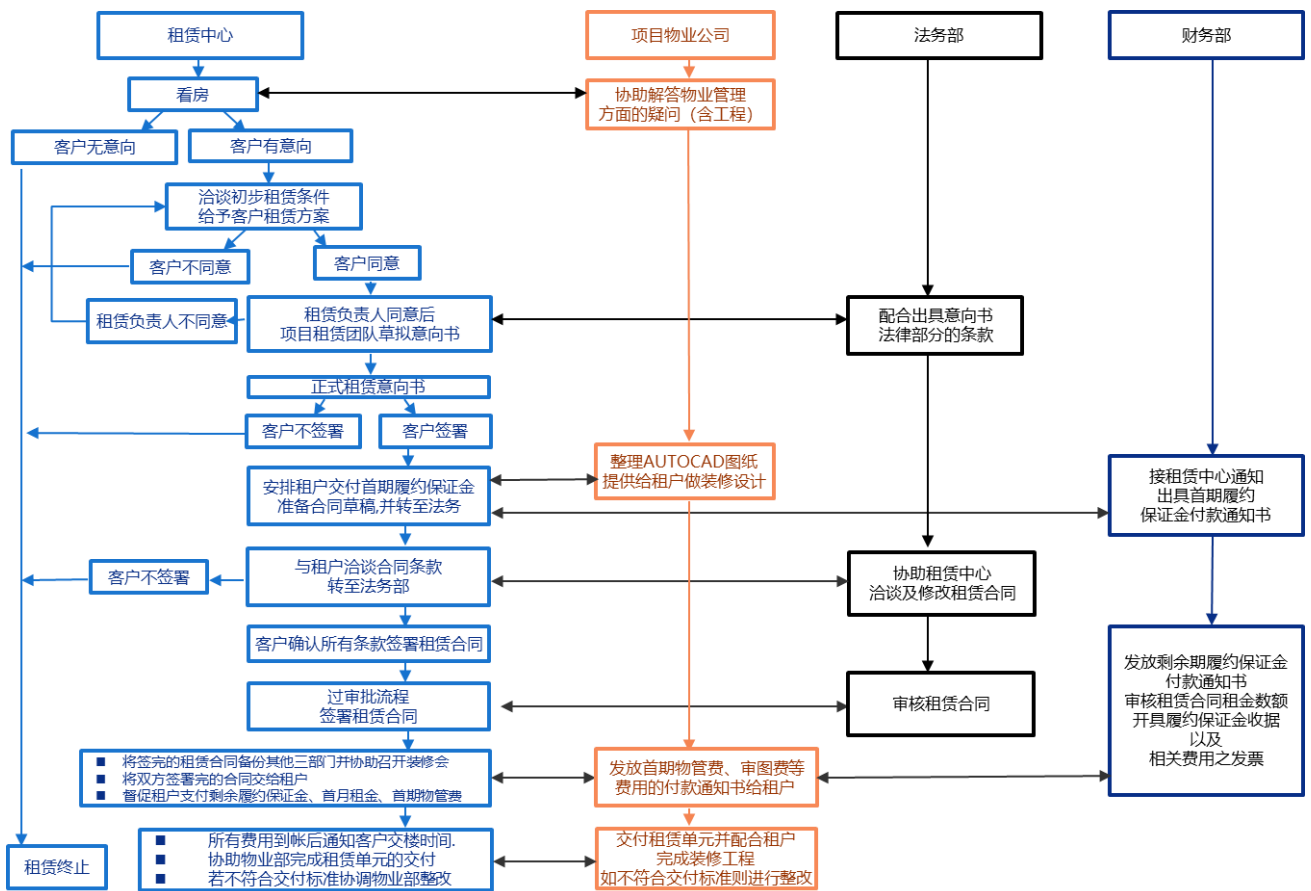 租赁中心
项目物业公司
法务部
财务部
看房
协助解答物业管理
方面的疑问（含工程）
客户无意向
客户有意向
洽谈初步租赁条件
给予客户租赁方案
客户不同意
客户同意
租赁负责人不同意
租赁负责人同意后
项目租赁团队草拟意向书
配合出具意向书
法律部分的条款
正式租赁意向书
客户不签署
客户签署
安排租户交付首期履约保证金
准备合同草稿,并转至法务
整理AUTOCAD图纸
提供给租户做装修设计
接租赁中心通知
出具首期履约
保证金付款通知书
客户不签署
与租户洽谈合同条款
转至法务部
协助租赁中心
洽谈及修改租赁合同
客户确认所有条款签署租赁合同
过审批流程
签署租赁合同
审核租赁合同
发放剩余期履约保证金
付款通知书
审核租赁合同租金数额
开具履约保证金收据
以及
相关费用之发票
■ 将签完的租赁合同备份其他三部门并协助召开装修会
■ 将双方签署完的合同交给租户
■ 督促租户支付剩余履约保证金、首月租金、首期物管费
发放首期物管费、审图费等
费用的付款通知书给租户
租赁终止
■ 所有费用到帐后通知客户交楼时间.
■ 协助物业部完成租赁单元的交付
■ 若不符合交付标准协调物业部整改
交付租赁单元并配合租户
完成装修工程
如不符合交付标准则进行整改